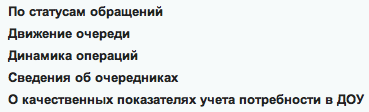 По статусам обращений
Движение очереди
Динамика операций
Сведения об очередниках
О качественных показателях учета потребности в ДОУ